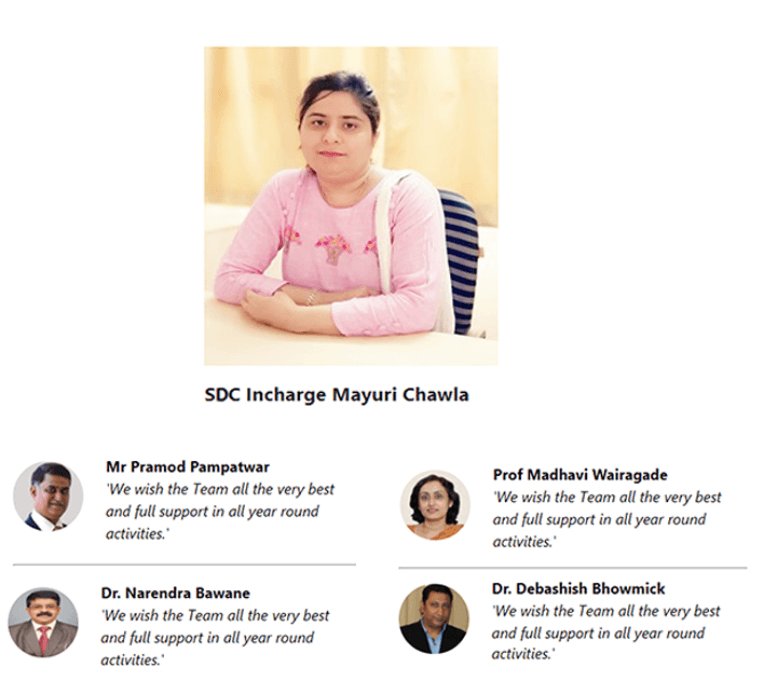 SDC Incharge Mayuri Chawla
Mr Pramod Pampatwar
'We wish the Team all the very best
and full support in all year round
activities.'
Prof Madhavi Wairagade
'We wish the Team all the very best
and full support in all year round
activities.'
Dr. Narendra Bawane
'We wish the Team all the very best
and full support in all year round
activities.'
Dr. Debashish Bhowmick
'We wish the Team all the very best
and full support in all year round
activities.'